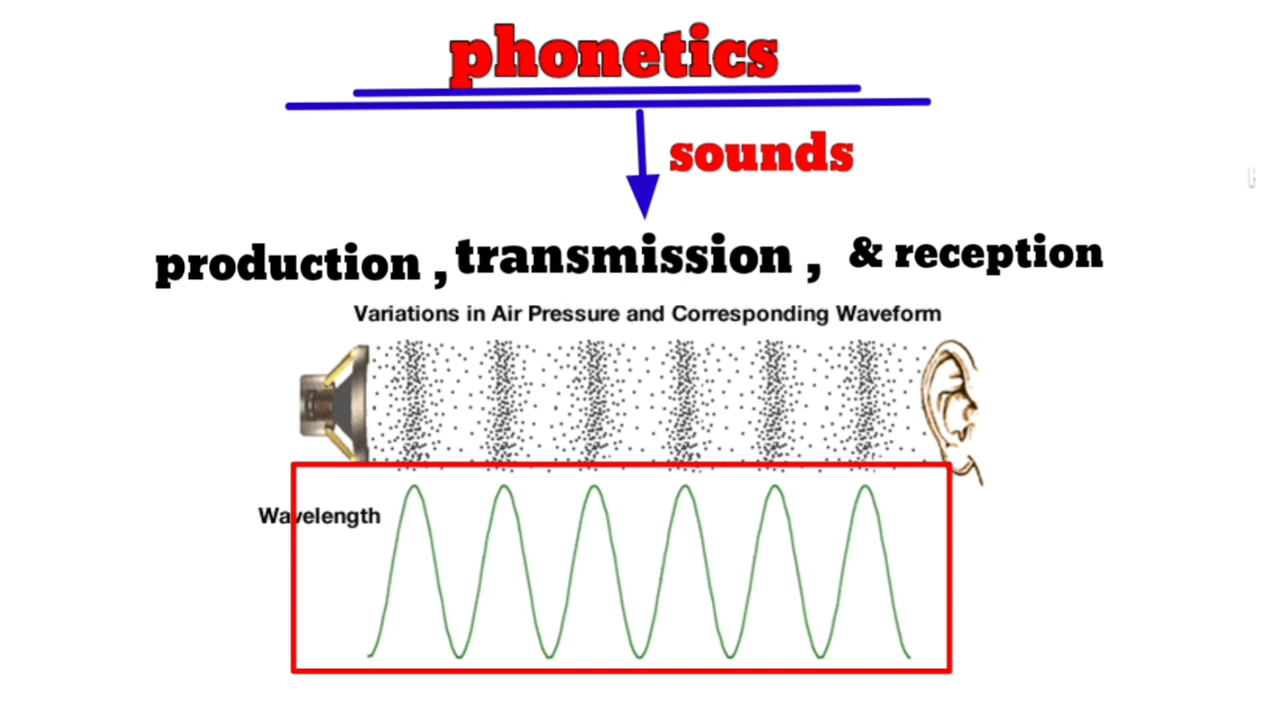 phonetics
sounds
production , transmission , & reception
Variations in Air Pressure and Corresponding Waveform
Wavelength